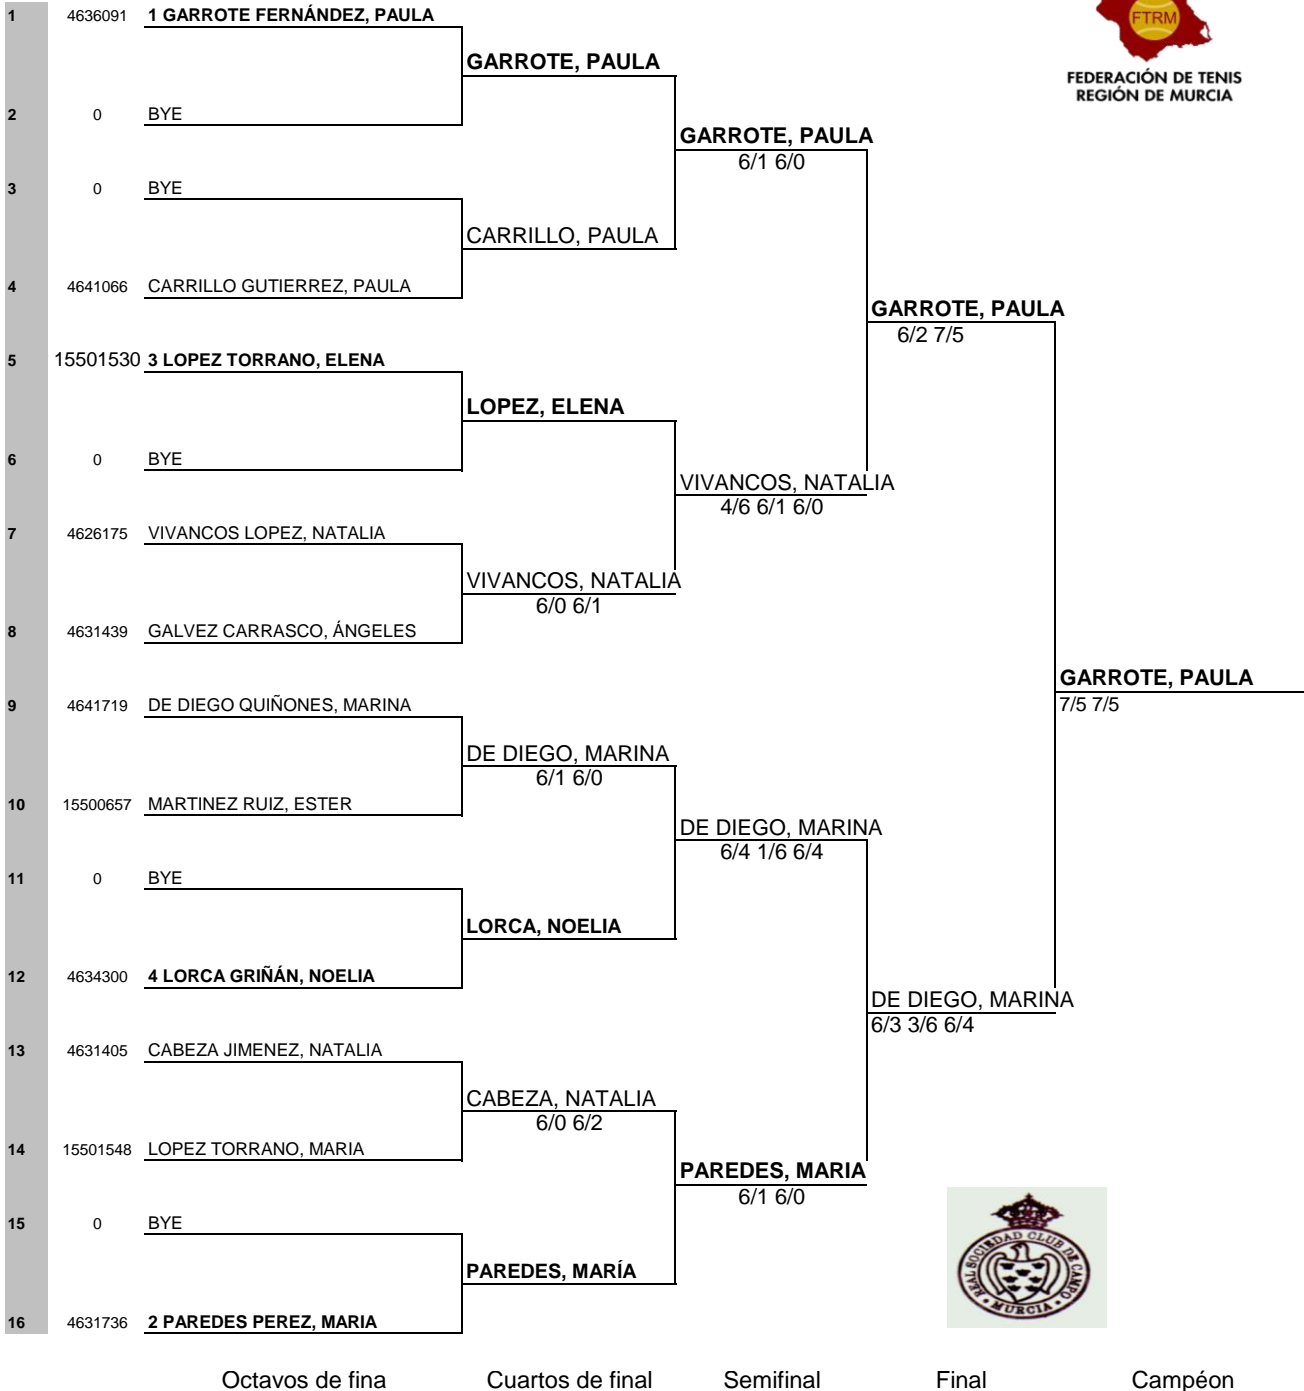 1 4636091 1 GARROTE FERNÁNDEZ, PAULA
FTRM
FEDERACIÓN DE TENIS
REGIÓN DE MURCIA
GARROTE, PAULA
2 0 BYE
GARROTE, PAULA
6/1 6/0
3 0 BYE
CARRILLO, PAULA
4 4641066 CARRILLO GUTIERREZ, PAULA
GARROTE, PAULA
6/2 7/5
5 15501530 3 LOPEZ TORRANO, ELENA
LOPEZ, ELENA
6 0 BYE
VIVANCOS, NATALIA
4/6 6/1 6/0
7 4626175 VIVANCOS LOPEZ, NATALIA
VIVANCOS, NATALIA
6/0 6/1
8 4631439 GALVEZ CARRASCO, ÁNGELES
GARROTE, PAULA
7/5 7/5
9 4641719 DE DIEGO QUIÑONES, MARINA
DE DIEGO, MARINA
6/1 6/0
10 15500657 MARTINEZ RUIZ, ESTER
DE DIEGO, MARINA
6/4 1/6 6/4
11 0 BYE
LORCA, NOELIA
12 4634300 4 LORCA GRIÑÁN, NOELIA
DE DIEGO, MARINA
6/3 3/6 6/4
13 4631405 CABEZA JIMENEZ, NATALIA
CABEZA, NATALIA
6/0 6/2
14 15501548 LOPEZ TORRANO, MARIA
PAREDES, MARIA
6/1 6/0
15 0 BYE
REAL SOCIEDAD CLUB DE CAMPO
MURCIA
PAREDES, MARÍA
16 4631736 2 PAREDES PEREZ, MARIA
Octavos de fina Cuartos de final Semifinal Final Campéon